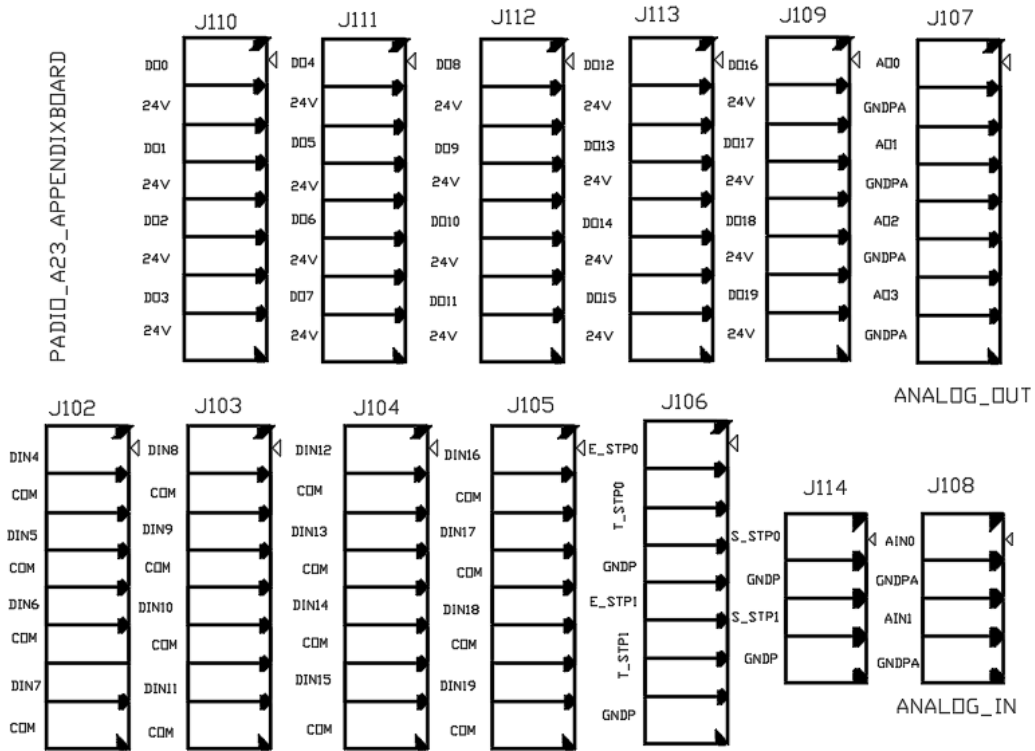 PADIO_A23_APPENDIXBOARD
J110
DO0
24V
DO1
24V
DO2
24V
DO3
24V
J111
DO4
24V
DO5
24V
DO6
24V
DO7
24V
J112
DO8
24V
DO9
24V
DO10
24V
DO11
24V
J113
DO12
24V
DO13
24V
DO14
24V
DO15
24V
J109
DO16
24V
DO17
24V
DO18
24V
DO19
24V
J107
AO0
GNDPA
AO1
GNDPA
AO2
GNDPA
AO3
GNDPA
ANALOG_OUT
J102
DIN4
COM
DIN5
COM
DIN6
COM
DIN7
COM
J103
DIN8
COM
DIN9
COM
DIN10
COM
DIN11
COM
J104
DIN12
COM
DIN13
COM
DIN14
COM
DIN15
COM
J105
DIN16
COM
DIN17
COM
DIN18
COM
DIN19
COM
J106
E_STP0
T_STP0
GNDP
E_STP1
T_STP1
GNDP
J114
S_STP0
GNDP
S_STP1
GNDP
J108
AIN0
GNDPA
AIN1
GNDPA
ANALOG_IN